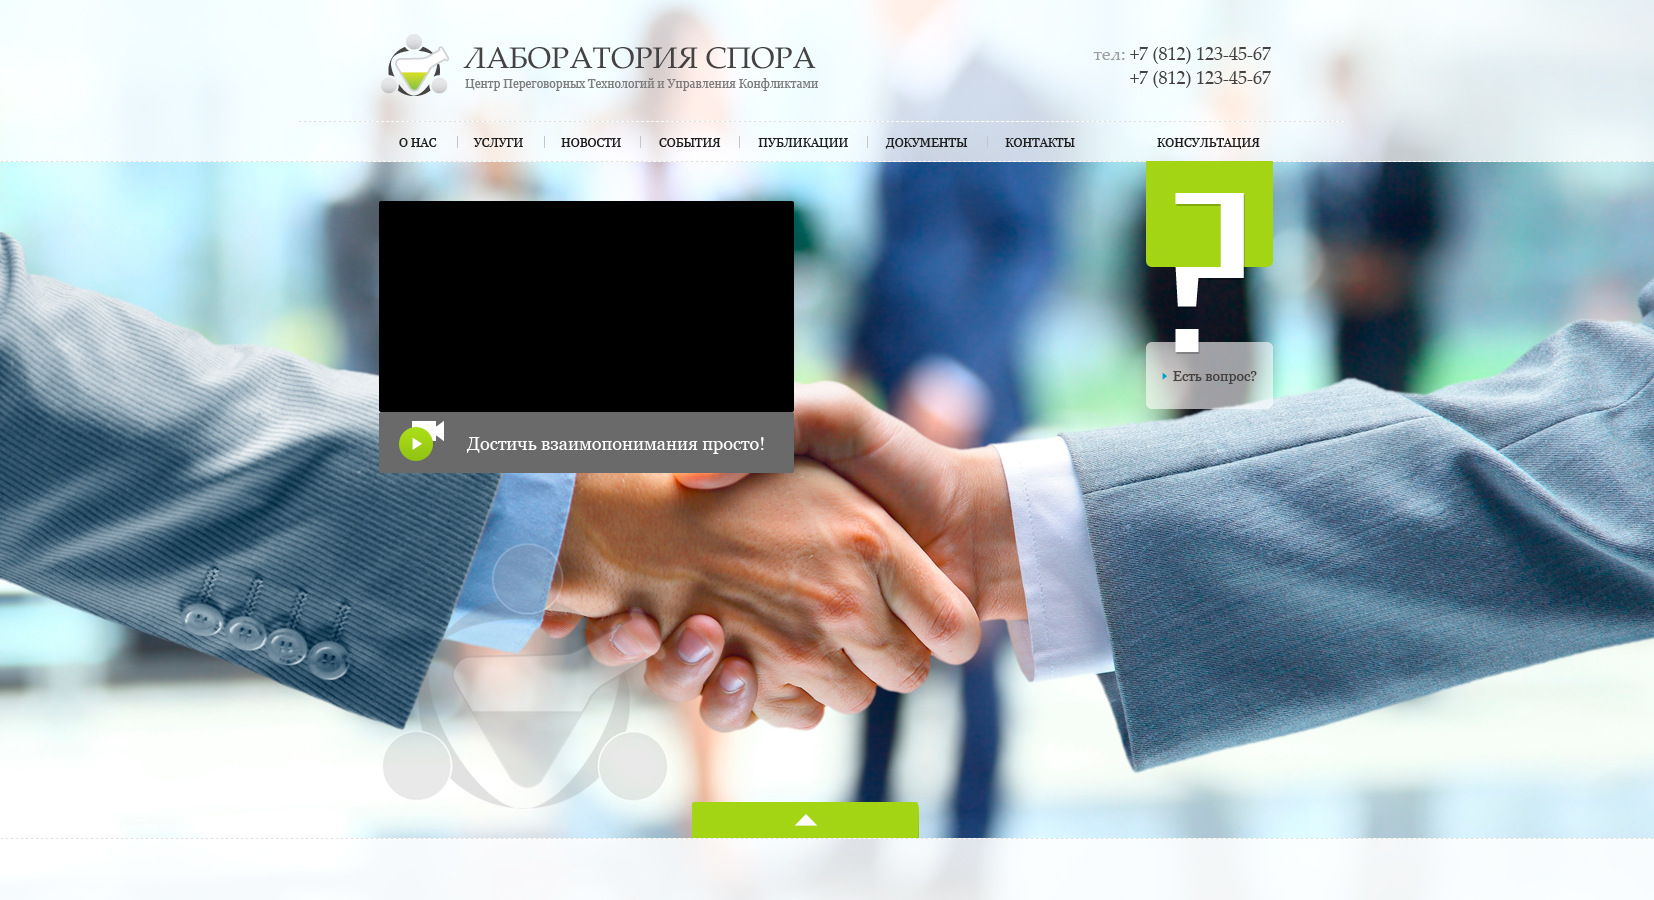 ЛАБОРАТОРИЯ СПОРА
Центр Переговорных Технологий и Управления Конфликтами
тел: +7 (812) 123-45-67
+7 (812) 123-45-67
О НАС
УСЛУГИ
НОВОСТИ
СОБЫТИЯ
ПУБЛИКАЦИИ
ДОКУМЕНТЫ
КОНТАКТЫ
КОНСУЛЬТАЦИЯ
?
Есть вопрос?
Достичь взаимопонимания просто!